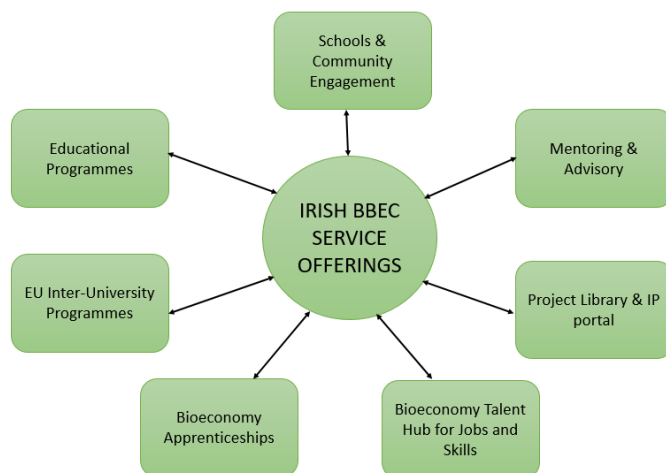 Schools &
Community
Engagement
Educational
Programmes
Mentoring &
Advisory
IRISH BBEC
SERVICE
OFFERINGS
EU Inter-University
Programmes
Project Library & IP
portal
Bioeconomy
Apprenticeships
Bioeconomy Talent
Hub for Jobs and
Skills